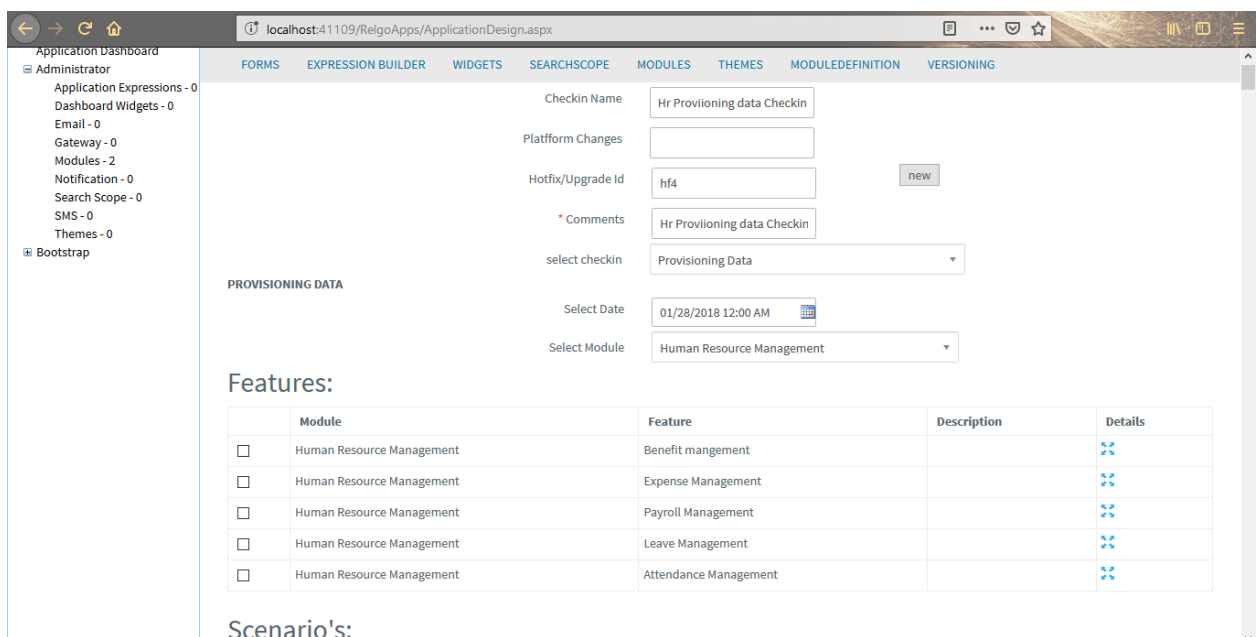 localhost:41109/RelgoApps/ApplicationDesign.aspx
Application Dashboard
Administrator
Application Expressions - 0
Dashboard Widgets - 0
Email - 0
Gateway - 0
Modules - 2
Notification - 0
Search Scope - 0
SMS - 0
Themes - 0
Bootstrap
FORMS EXPRESSION BUILDER WIDGETS SEARCHSCOPE MODULES THEMES MODULEDEFINITION VERSIONING
Checkin Name Hr Proviioning data Checkin
Platfform Changes
Hotfix/Upgrade Id hf4 new
* Comments Hr Proviioning data Checkin
select checkin Provisioning Data
PROVISIONING DATA
Select Date 01/28/2018 12:00 AM
Select Module Human Resource Management
Features:
Module Feature Description Details
Human Resource Management Benefit mangement
Human Resource Management Expense Management
Human Resource Management Payroll Management
Human Resource Management Leave Management
Human Resource Management Attendance Management
Scenario's: